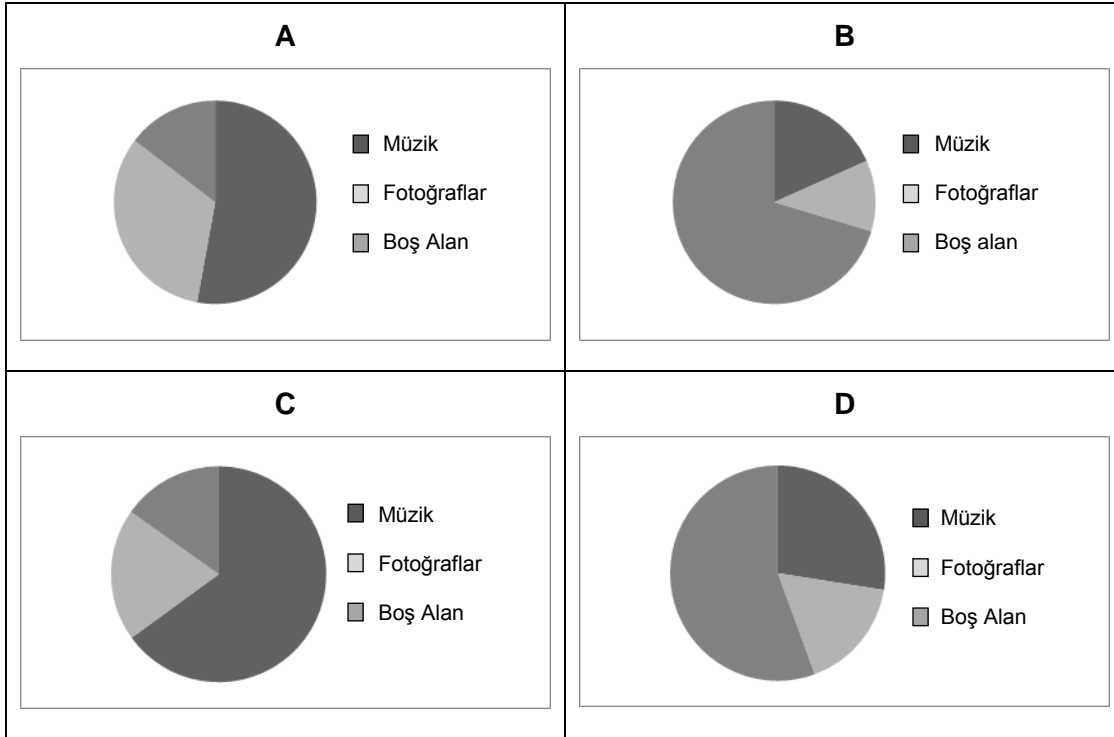 A
Müzik
Fotoğraflar
Boş Alan
B
Müzik
Fotoğraflar
Boş alan
C
Müzik
Fotoğraflar
Boş Alan
D
Müzik
Fotoğraflar
Boş Alan